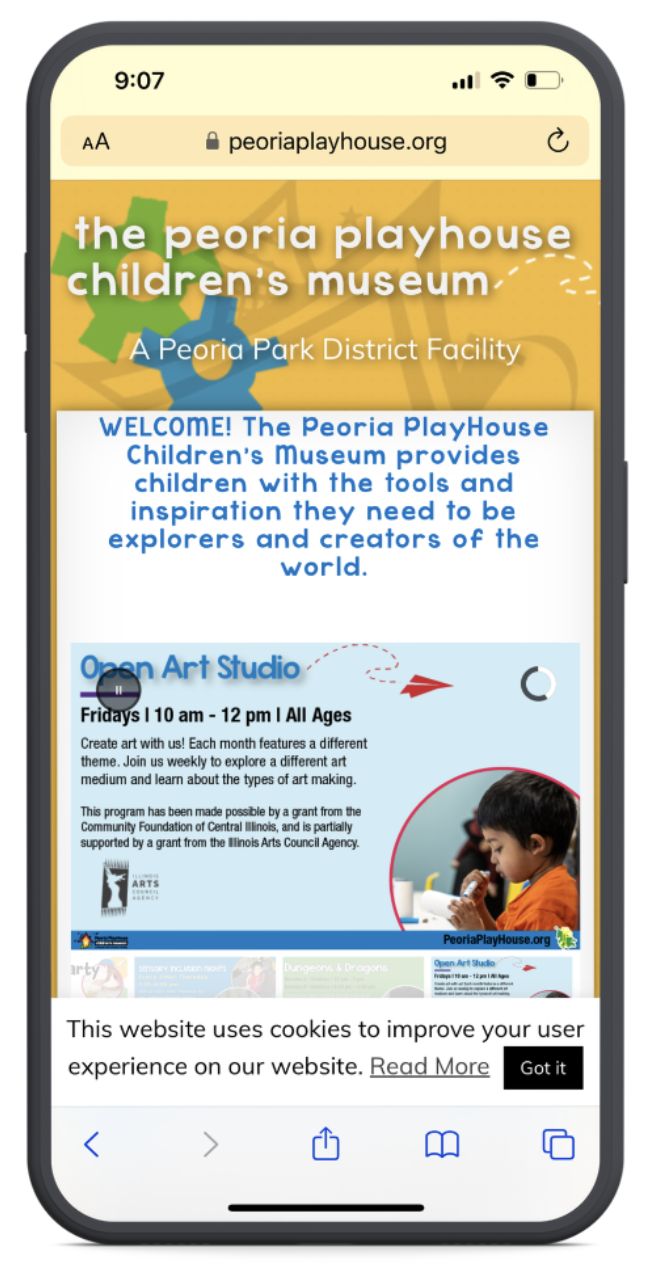 9:07
AA peoriaplayhouse.org
the peoria playhouse
children's museum
A Peoria Park District Facility
WELCOME! The Peoria PlayHouse
Children's Museum provides
children with the tools and
inspiration they need to be
explorers and creators of the
world.
Open Art Studio
Fridays | 10 am - 12 pm | All Ages
Create art with us! Each month features a different
theme. Join us weekly to explore a different art
medium and learn about the types of art making.
This program has been made possible by a grant from the
Community Foundation of Central Illinois, and is partially
supported by a grant from the Illinois Arts Council Agency.
ILLINOIS
ARTS
COUNCIL
AGENCY
PeoriaPlayHouse.org
arty
SENSORY INCLUSION NIGHTS
Dungeons & Dragons
Open Art Studio
Fridays | 10 am - 12 pm | All Ages
This website uses cookies to improve your user
experience on our website. Read More Got it